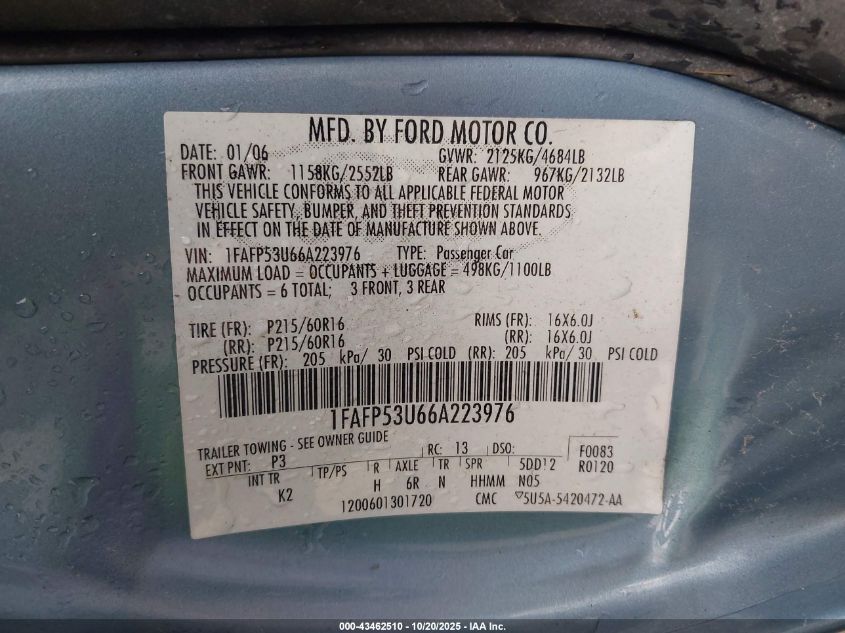 MFD. BY FORD MOTOR CO.
DATE: 01/06 GVWR: 2125KG/4684LB
FRONT GAWR: 1158KG/2552LB REAR GAWR: 967KG/2132LB
THIS VEHICLE CONFORMS TO ALL APPLICABLE FEDERAL MOTOR
VEHICLE SAFETY, BUMPER, AND THEFT PREVENTION STANDARDS
IN EFFECT ON THE DATE OF MANUFACTURE SHOWN ABOVE.
VIN: 1FAFP53U66A223976 TYPE: Passenger Car
MAXIMUM LOAD = OCCUPANTS + LUGGAGE = 498KG/1100LB
OCCUPANTS = 6 TOTAL; 3 FRONT, 3 REAR
TIRE (FR): P215/60R16 RIMS (FR): 16X6.0J
(RR): P215/60R16 (RR): 16X6.0J
PRESSURE (FR): 205 kPa/ 30 PSI COLD (RR): 205 kPa/ 30 PSI COLD
1FAFP53U66A223976
TRAILER TOWING - SEE OWNER GUIDE RC: 13 DSO: F0083
EXT PNT: P3 R0120
INT TR TP/PS R AXLE TR SPR 5DD12
K2 H 6R N HHMM N05
1200601301720 CMC 5U5A-5420472-AA
000-43462510 - 10/20/2025 - IAA Inc.